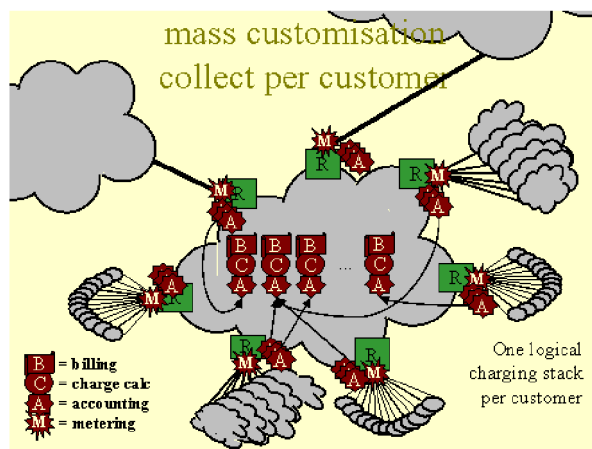 mass customisation
collect per customer
M
R
A
R
M
A
M
R
A
B B B B
C C C ... C
A A A A
A
M
R
R
M
A
R
M
A
R
A
M
B = billing
C = charge calc
A = accounting
M = metering
One logical
charging stack
per customer